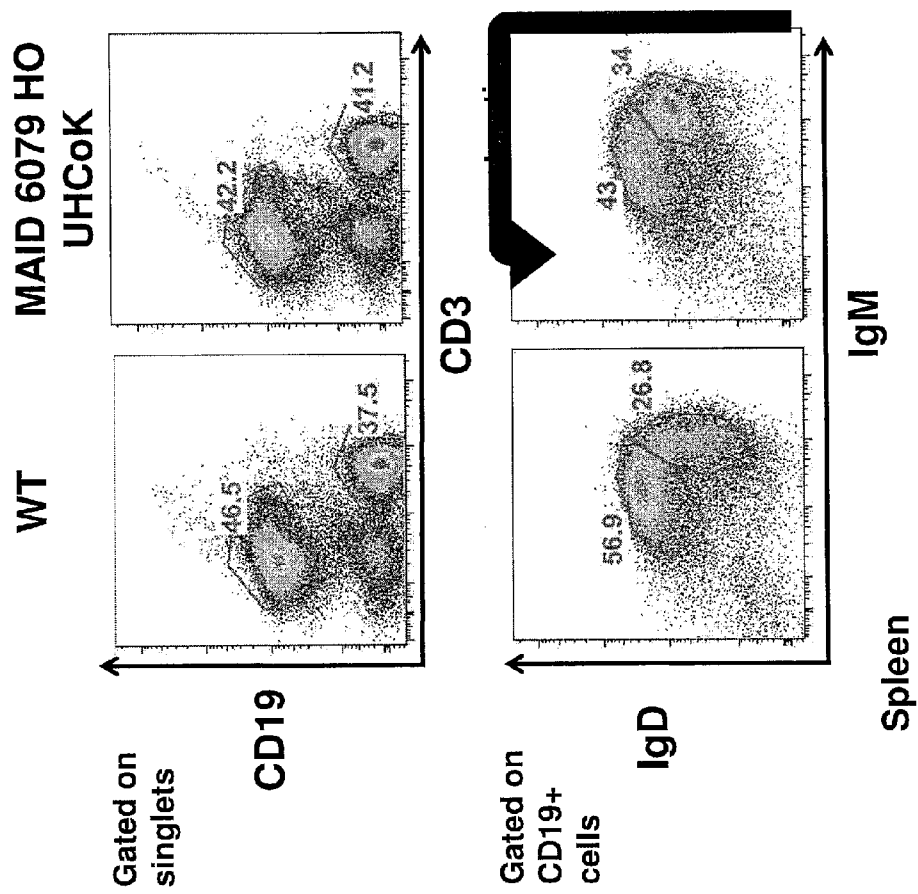 WT
MAID 6079 HO
UHCoK
Gated on
singlets
CD19
46.5
37.5
42.2
41.2
CD3
Gated on
CD19+
cells
IgD
56.9
26.8
43
34
IgM
Spleen